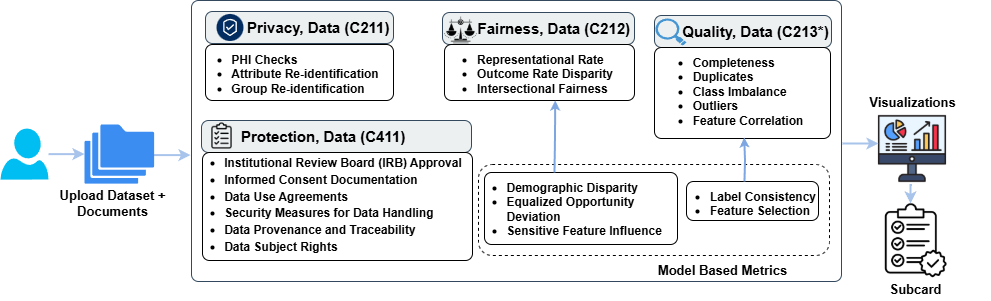 Upload Dataset +
Documents
Privacy, Data (C211)
PHI Checks
Attribute Re-identification
Group Re-identification
Fairness, Data (C212)
Representational Rate
Outcome Rate Disparity
Intersectional Fairness
Quality, Data (C213*)
Completeness
Duplicates
Class Imbalance
Outliers
Feature Correlation
Protection, Data (C411)
Institutional Review Board (IRB) Approval
Informed Consent Documentation
Data Use Agreements
Security Measures for Data Handling
Data Provenance and Traceability
Data Subject Rights
Demographic Disparity
Equalized Opportunity
Deviation
Sensitive Feature Influence
Label Consistency
Feature Selection
Model Based Metrics
Visualizations
Subcard